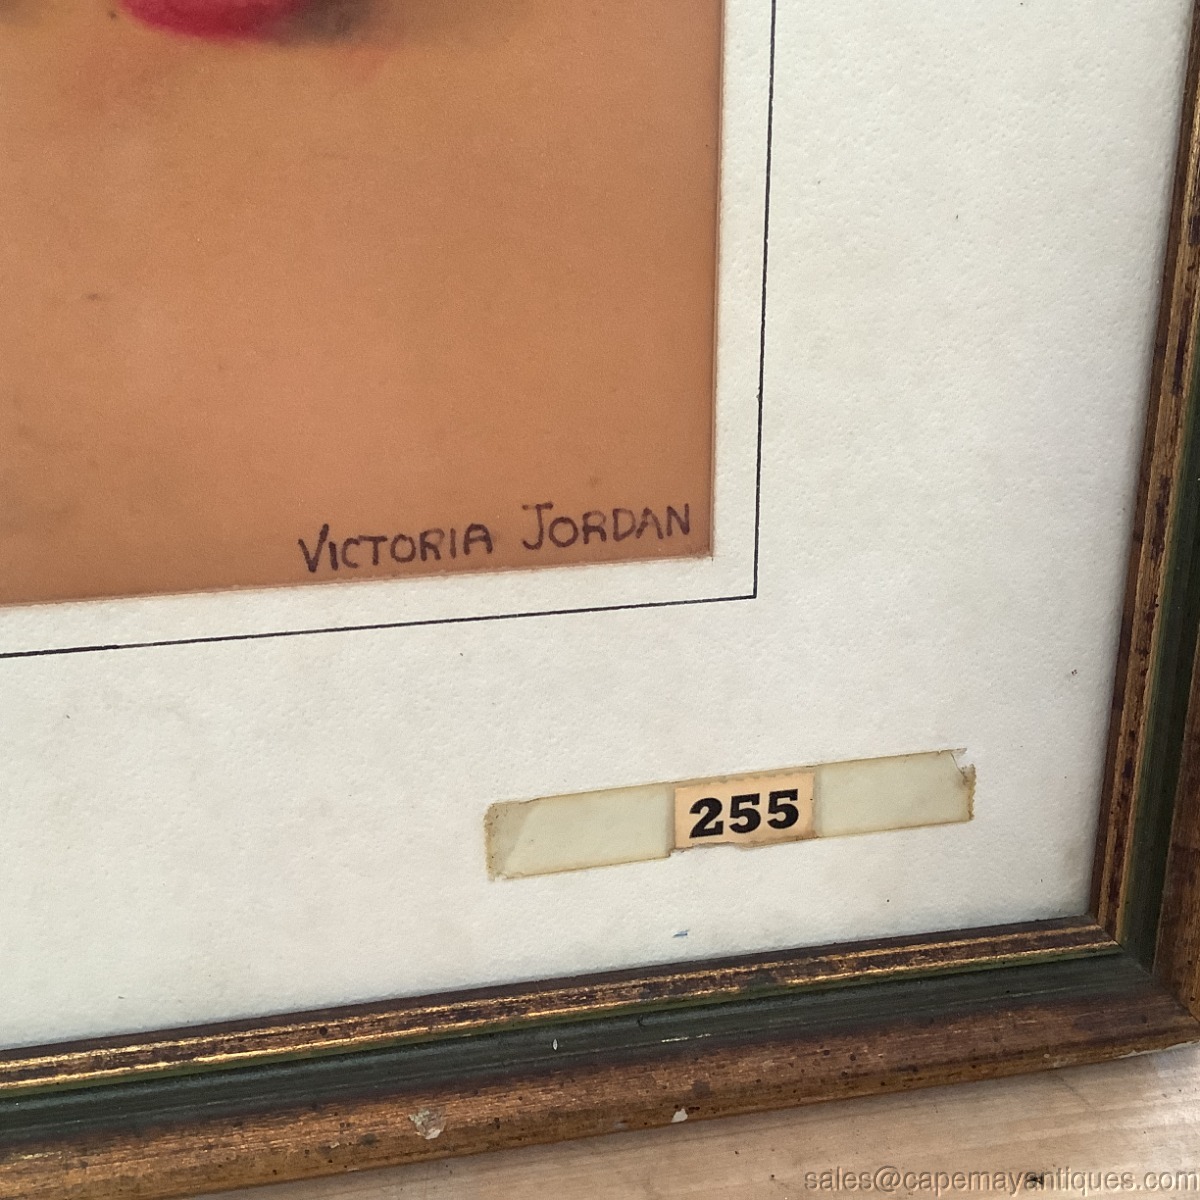 VICTORIA JORDAN
255
sales@capemayantiques.com